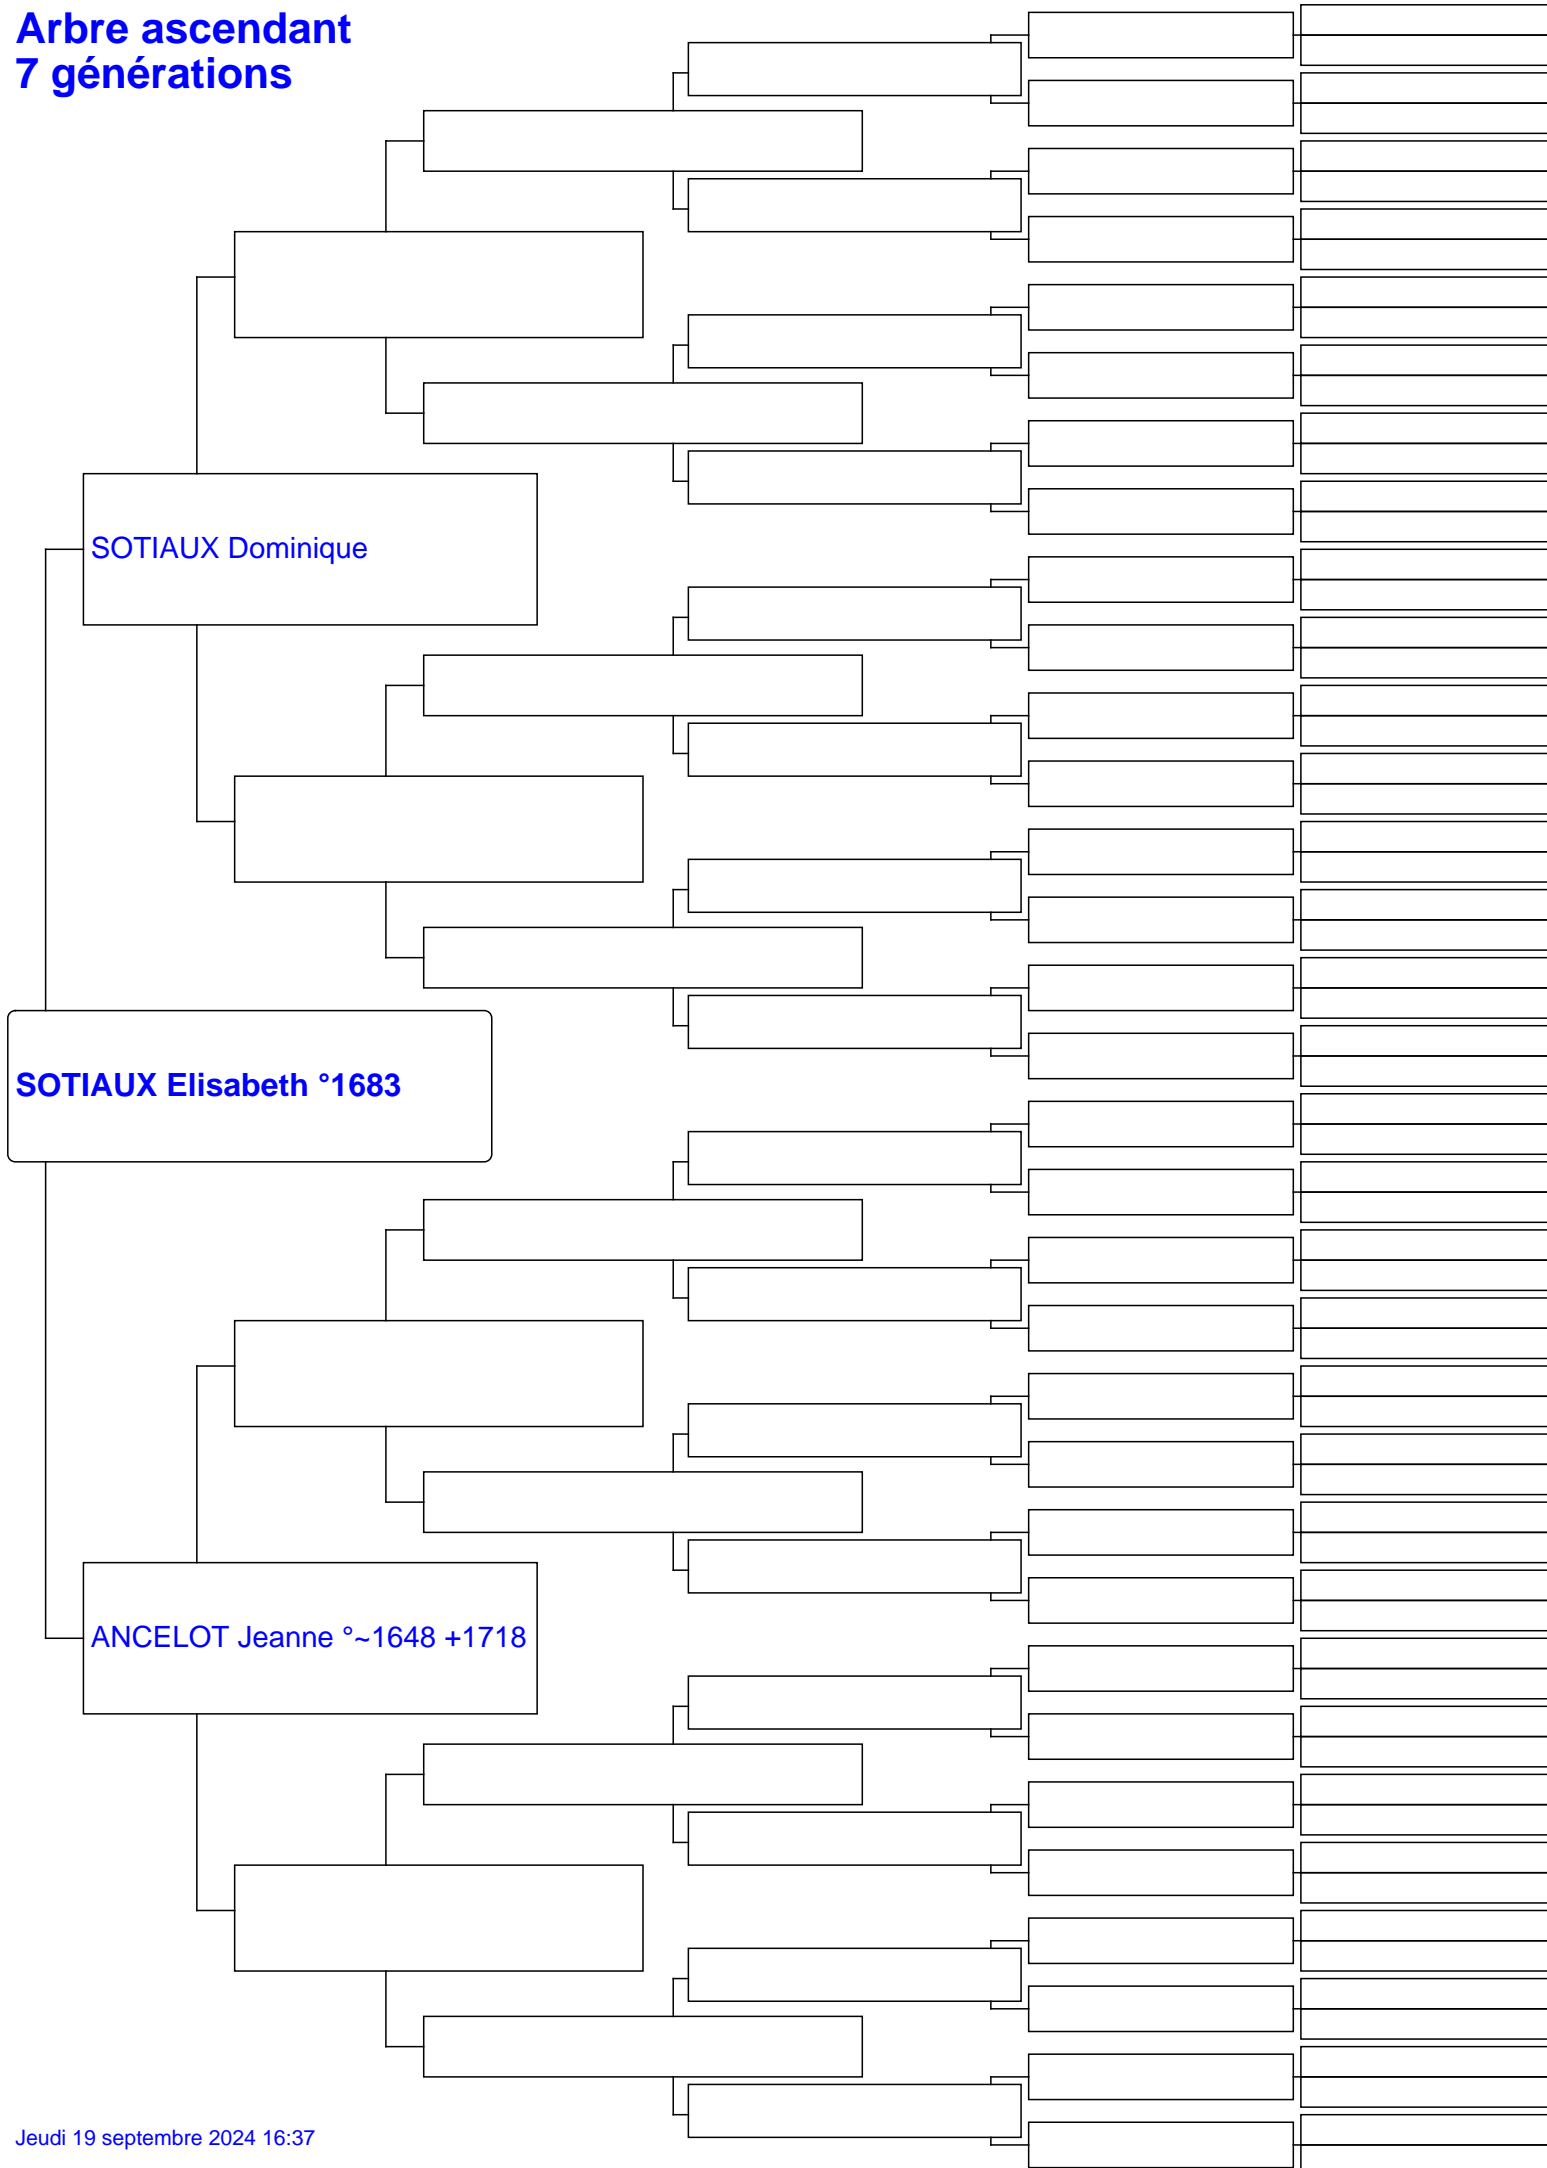 Arbre ascendant
7 générations
SOTIAUX Dominique
SOTIAUX Elisabeth °1683
ANCELOT Jeanne °~1648 +1718
Jeudi 19 septembre 2024 16:37